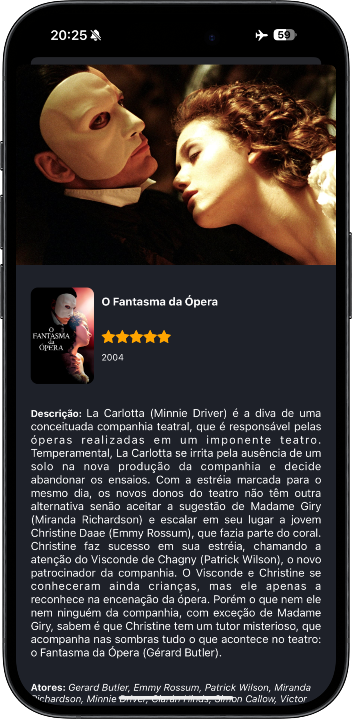 20:25
59
O Fantasma da Ópera
O
FANTASMA
DA
ÓPERA
2004
Descrição: La Carlotta (Minnie Driver) é a diva de uma
conceituada companhia teatral, que é responsável pelas
óperas realizadas em um imponente teatro.
Temperamental, La Carlotta se irrita pela ausência de um
solo na nova produção da companhia e decide
abandonar os ensaios. Com a estréia marcada para o
mesmo dia, os novos donos do teatro não têm outra
alternativa senão aceitar a sugestão de Madame Giry
(Miranda Richardson) e escalar em seu lugar a jovem
Christine Daae (Emmy Rossum), que fazia parte do coral.
Christine faz sucesso em sua estréia, chamando a
atenção do Visconde de Chagny (Patrick Wilson), o novo
patrocinador da companhia. O Visconde e Christine se
conheceram ainda crianças, mas ele apenas a
reconhece na encenação da ópera. Porém o que nem ele
nem ninguém da companhia, com exceção de Madame
Giry, sabem é que Christine tem um tutor misterioso, que
acompanha nas sombras tudo o que acontece no teatro:
o Fantasma da Ópera (Gérard Butler).
Atores: Gerard Butler, Emmy Rossum, Patrick Wilson, Miranda
Richardson, Minnie Driver, Ciarán Hinds, Simon Callow, Victor